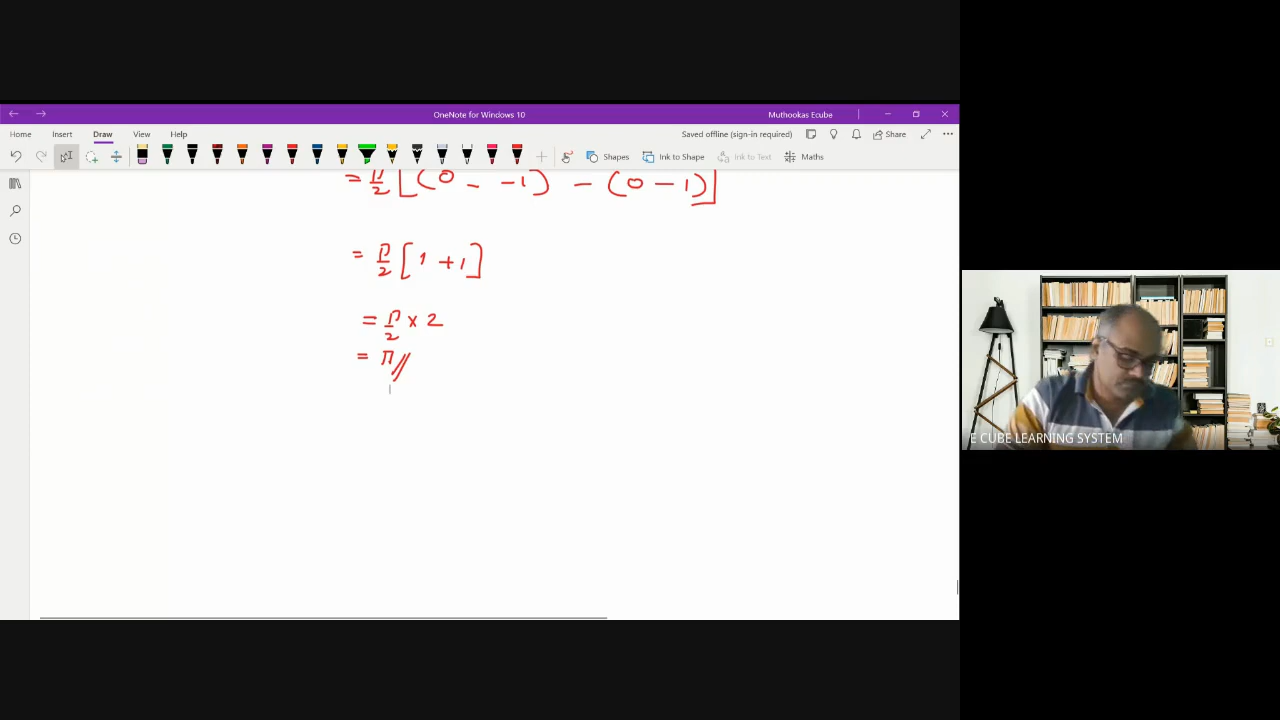 OneNote for Windows 10
Muthookas Ecube
Home Insert Draw View Help
Saved offline (sign-in required) Share
Shapes Ink to Shape Ink to Text Maths
= π/2 [(0 - -1) - (0 - 1)]
= π/2 [1 + 1]
= π/2 × 2
= π //
E CUBE LEARNING SYSTEM